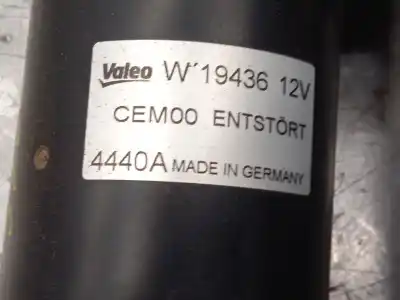 Valeo W´19436 12V
CEM00 ENTSTÖRT
4440A MADE IN GERMANY